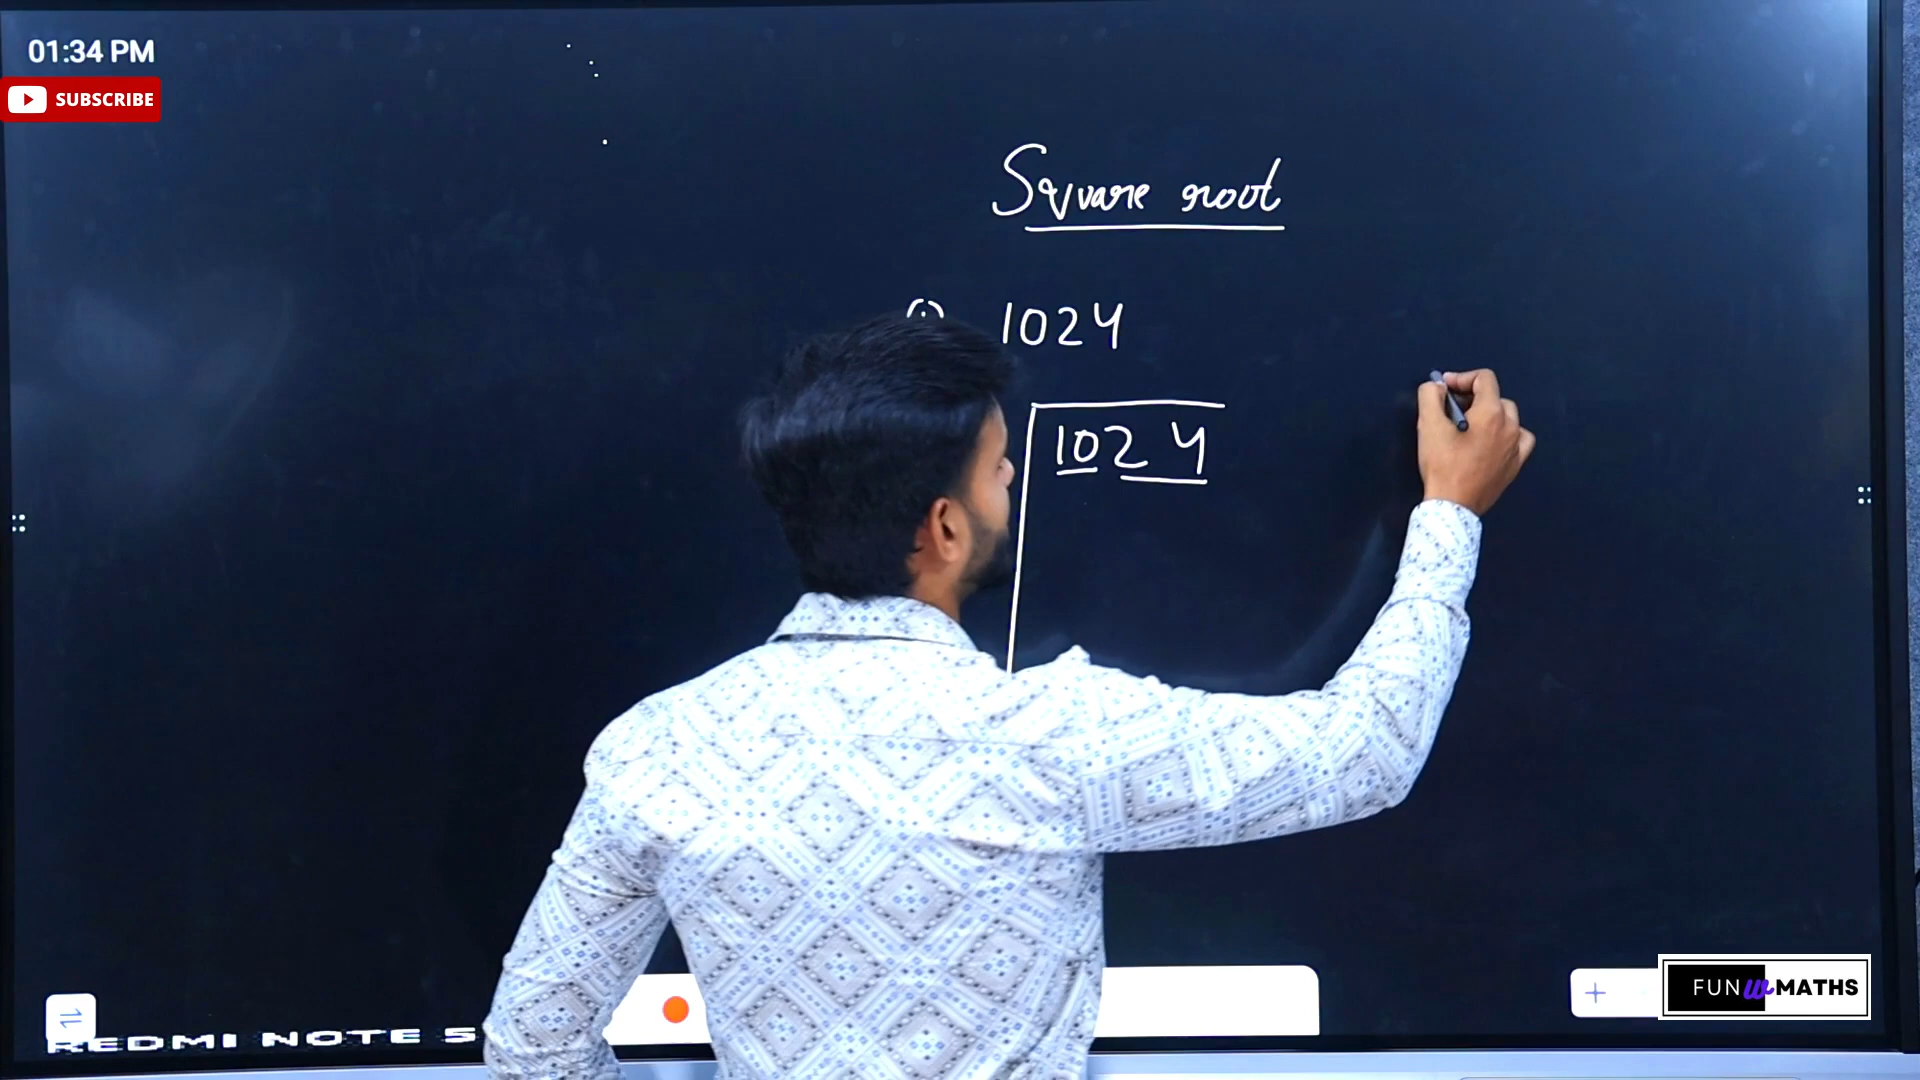 01:34 PM
SUBSCRIBE
Square root
1024
1024
FUN W MATHS
REDMI NOTE 5